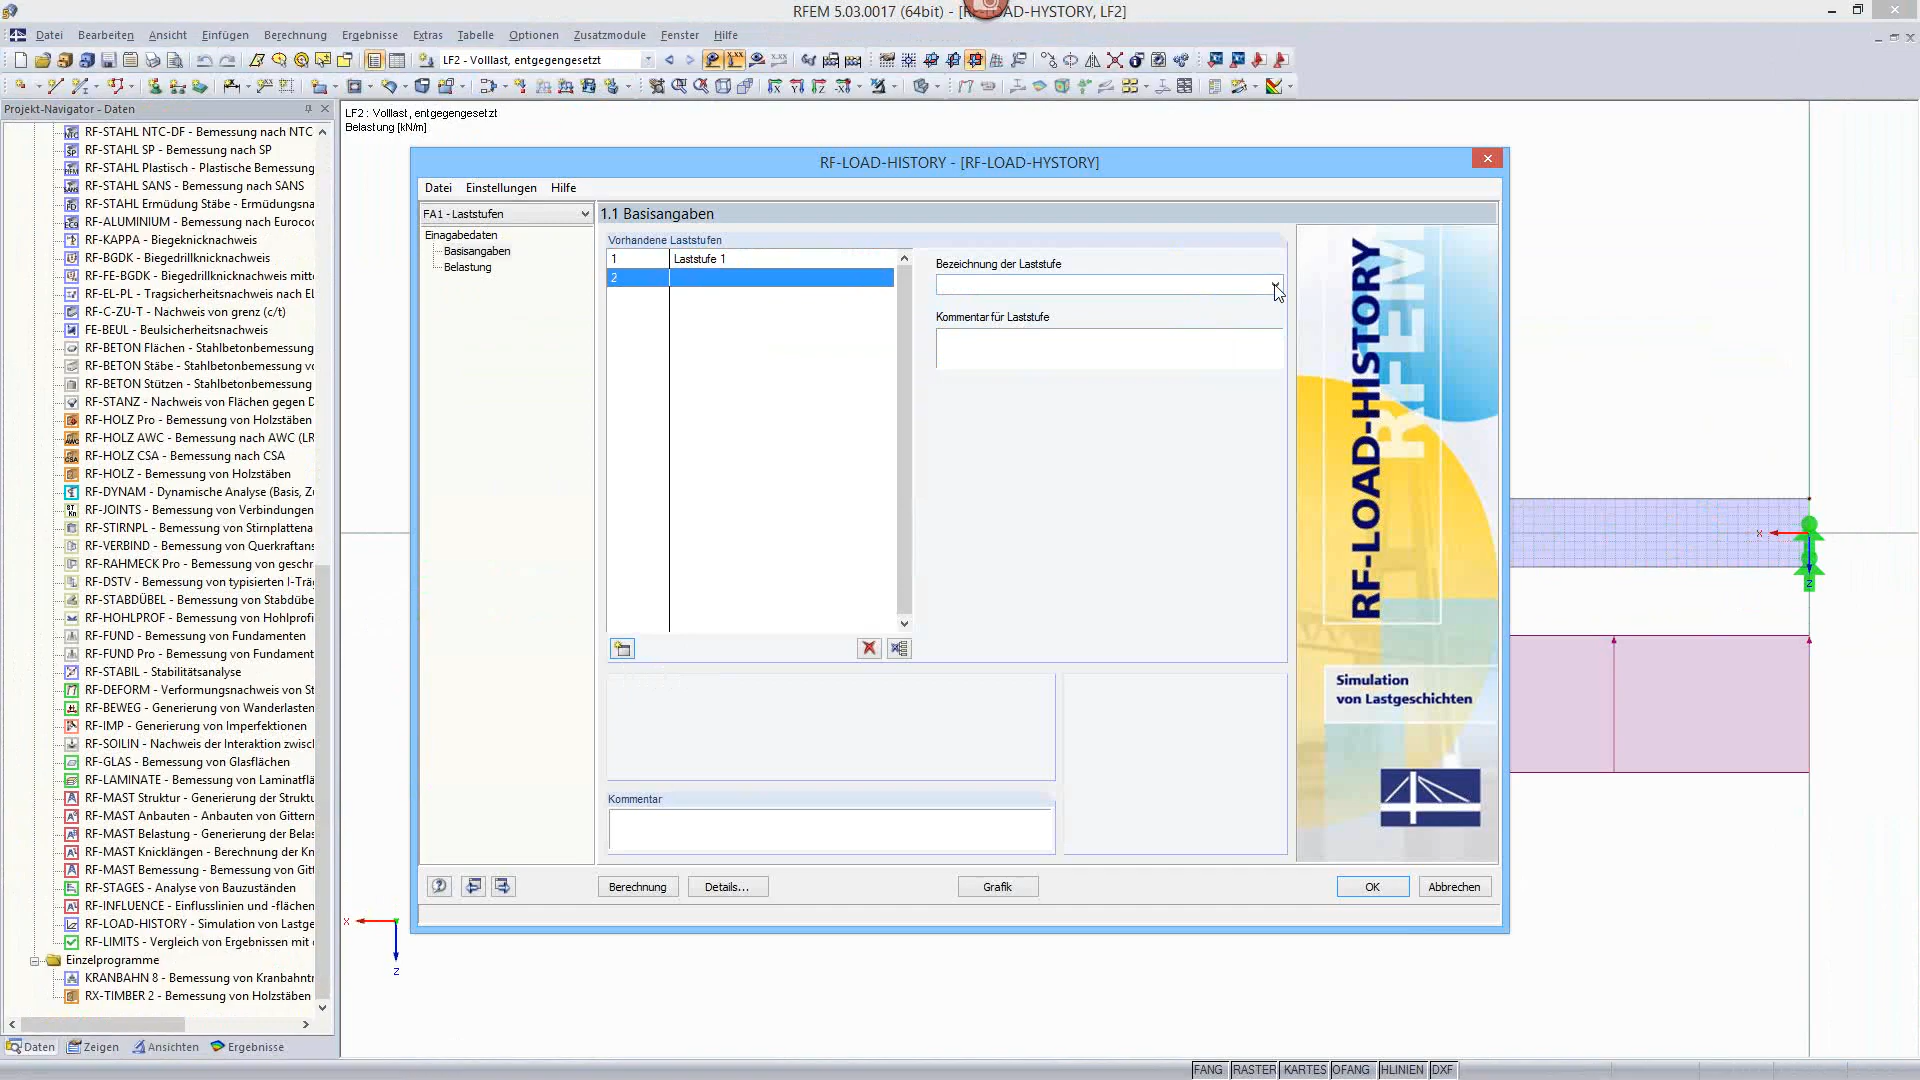 RFEM 5.03.0017 (64bit) - [RF-LOAD-HYSTORY, LF2]
Datei Bearbeiten Ansicht Einfügen Berechnung Ergebnisse Extras Tabelle Optionen Zusatzmodule Fenster Hilfe
LF2 - Volllast, entgegengesetzt
Projekt-Navigator - Daten
RF-STAHL NTC-DF - Bemessung nach NTC
RF-STAHL SP - Bemessung nach SP
RF-STAHL Plastisch - Plastische Bemessung
RF-STAHL SANS - Bemessung nach SANS
RF-STAHL Ermüdung Stäbe - Ermüdungsna
RF-ALUMINIUM - Bemessung nach Euroco
RF-KAPPA - Biegeknicknachweis
RF-BGDK - Biegedrillknicknachweis
RF-FE-BGDK - Biegedrillknicknachweis mitt
RF-EL-PL - Tragsicherheitsnachweis nach El
RF-C-ZU-T - Nachweis von grenz (c/t)
FE-BEUL - Beulsicherheitsnachweis
RF-BETON Flächen - Stahlbetonbemessung
RF-BETON Stäbe - Stahlbetonbemessung v
RF-BETON Stützen - Stahlbetonbemessung
RF-STANZ - Nachweis von Flächen gegen D
RF-HOLZ Pro - Bemessung von Holzstäben
RF-HOLZ AWC - Bemessung nach AWC (LR
RF-HOLZ CSA - Bemessung nach CSA
RF-HOLZ - Bemessung von Holzstäben
RF-DYNAM - Dynamische Analyse (Basis, Zu
RF-JOINTS - Bemessung von Verbindungen
RF-STIRNPL - Bemessung von Stirnplattena
RF-VERBIND - Bemessung von Querkraftans
RF-RAHMECK Pro - Bemessung von geschr
RF-DSTV - Bemessung von typisierten I-Trä
RF-STABDÜBEL - Bemessung von Stabdübe
RF-HOHLPROF - Bemessung von Hohlprofi
RF-FUND - Bemessung von Fundamenten
RF-FUND Pro - Bemessung von Fundament
RF-STABIL - Stabilitätsanalyse
RF-DEFORM - Verformungsnachweis von St
RF-BEWEG - Generierung von Wanderlasten
RF-IMP - Generierung von Imperfektionen
RF-SOILIN - Nachweis der Interaktion zwisc
RF-GLAS - Bemessung von Glasflächen
RF-LAMINATE - Bemessung von Laminatflä
RF-MAST Struktur - Generierung der Struktu
RF-MAST Anbauten - Anbauten von Gittern
RF-MAST Belastung - Generierung der Belas
RF-MAST Knicklängen - Berechnung der Kn
RF-MAST Bemessung - Bemessung von Gitt
RF-STAGES - Analyse von Bauzuständen
RF-INFLUENCE - Einflusslinien und -flächen
RF-LOAD-HISTORY - Simulation von Lastge
RF-LIMITS - Vergleich von Ergebnissen mit
Einzelprogramme
KRANBAHN 8 - Bemessung von Kranbahntr
RX-TIMBER 2 - Bemessung von Holzstäben
Daten Zeigen Ansichten Ergebnisse
LF2 : Volllast, entgegengesetzt
Belastung [kN/m]
RF-LOAD-HISTORY - [RF-LOAD-HYSTORY]
Datei Einstellungen Hilfe
FA1 - Laststufen
Einagabedaten
Basisangaben
Belastung
1.1 Basisangaben
Vorhandene Laststufen
1 Laststufe 1
2
Bezeichnung der Laststufe
Kommentar für Laststufe
Kommentar
RF-LOAD-HISTORY
RFEM
Simulation
von Lastgeschichten
Berechnung Details... Grafik OK Abbrechen
X
Z
X
Z
FANG RASTER KARTES OFANG HLINIEN DXF